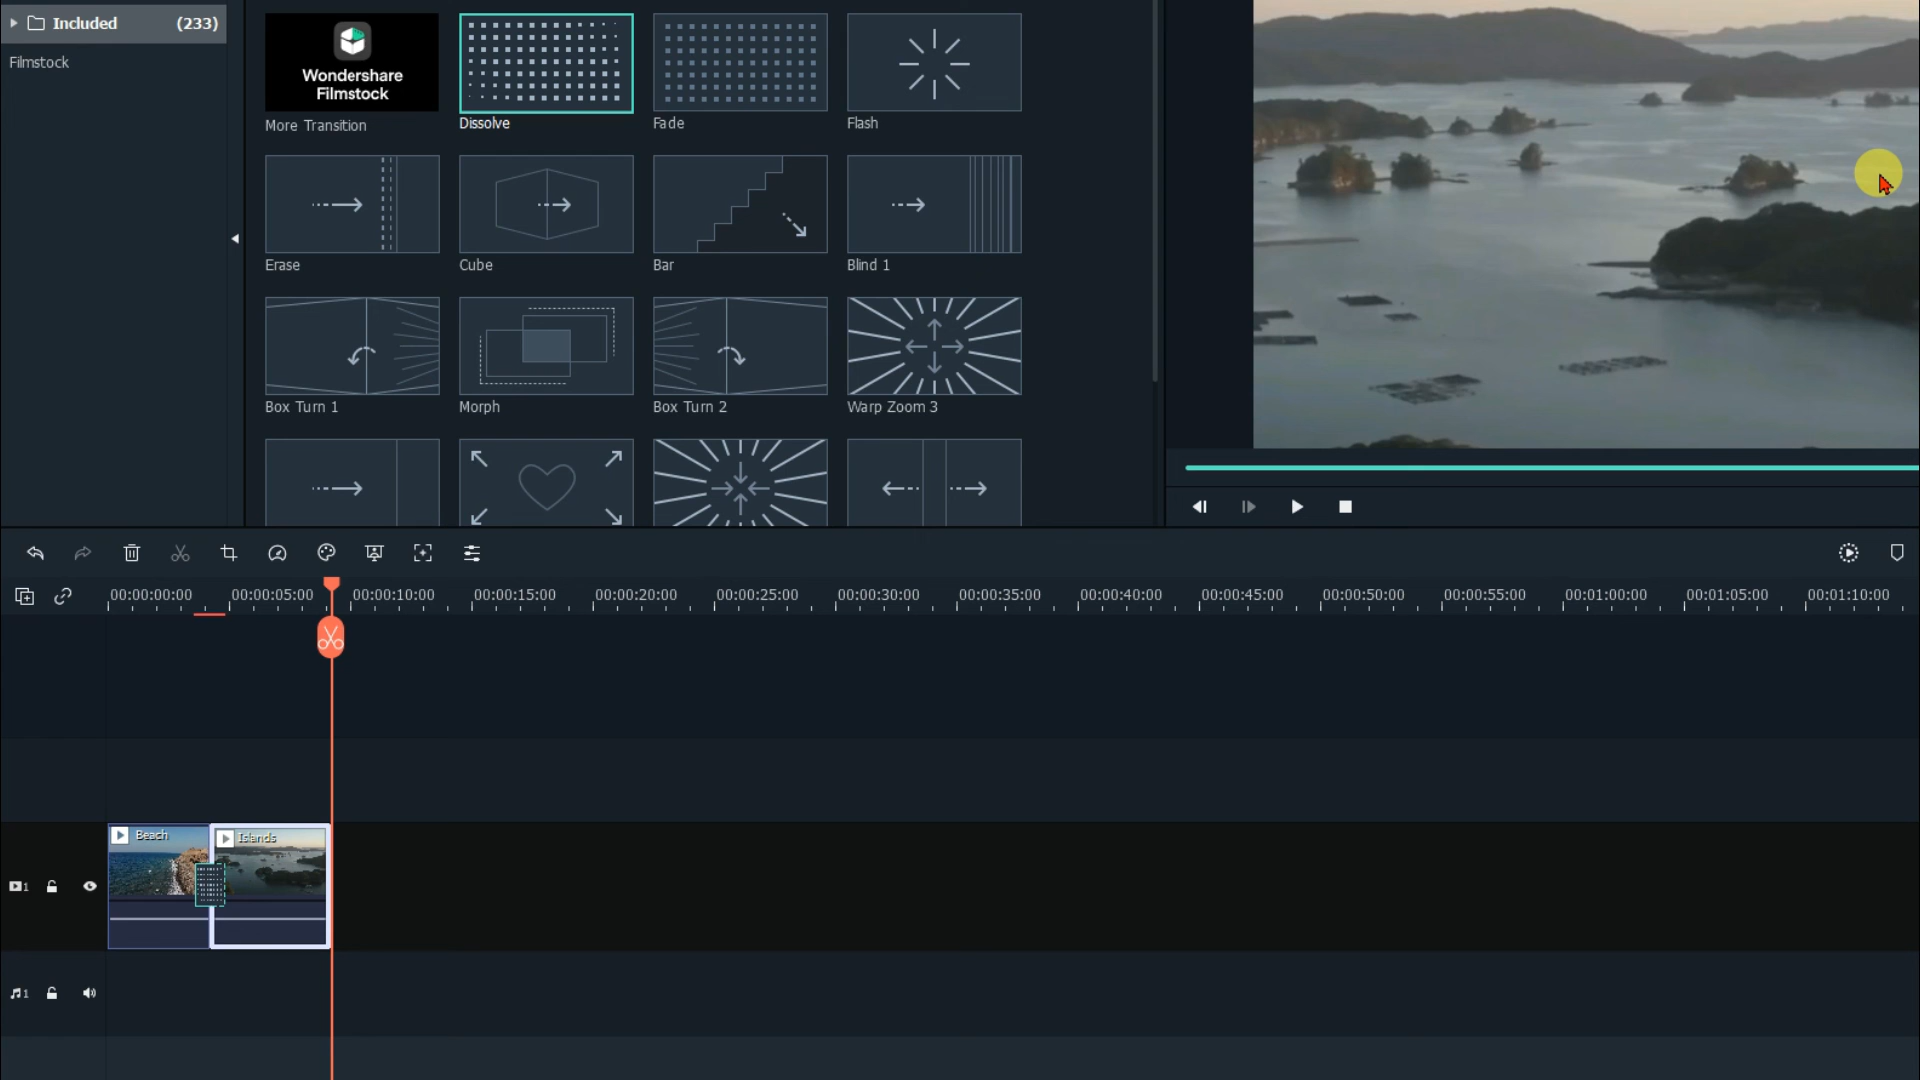 Included (233)
Filmstock
Wondershare
Filmstock
More Transition
Dissolve
Fade
Flash
Erase
Cube
Bar
Blind 1
Box Turn 1
Morph
Box Turn 2
Warp Zoom 3
00:00:00:00 00:00:05:00 00:00:10:00 00:00:15:00 00:00:20:00 00:00:25:00 00:00:30:00 00:00:35:00 00:00:40:00 00:00:45:00 00:00:50:00 00:00:55:00 00:01:00:00 00:01:05:00 00:01:10:00
Beach
Islands
1
1